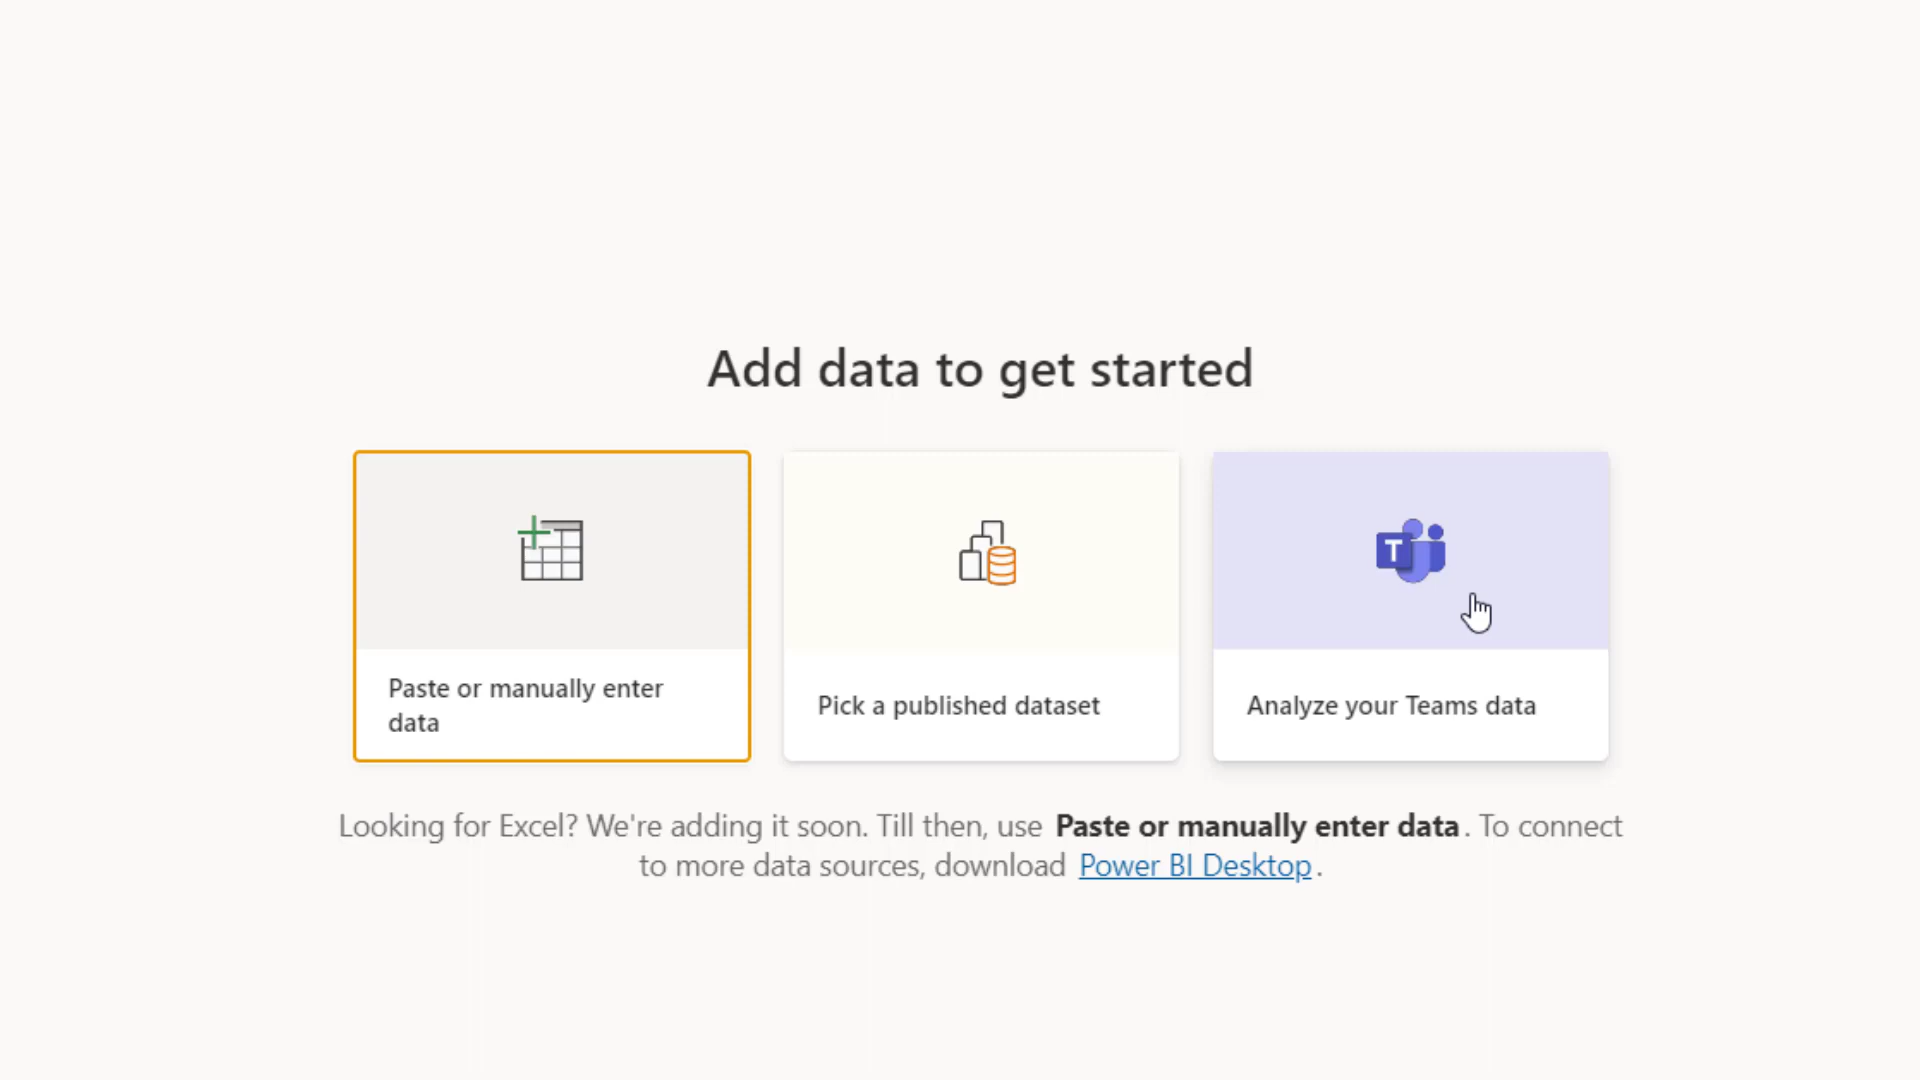 Add data to get started
T
Paste or manually enter
data
Pick a published dataset
Analyze your Teams data
Looking for Excel? We're adding it soon. Till then, use Paste or manually enter data. To connect
to more data sources, download Power BI Desktop.